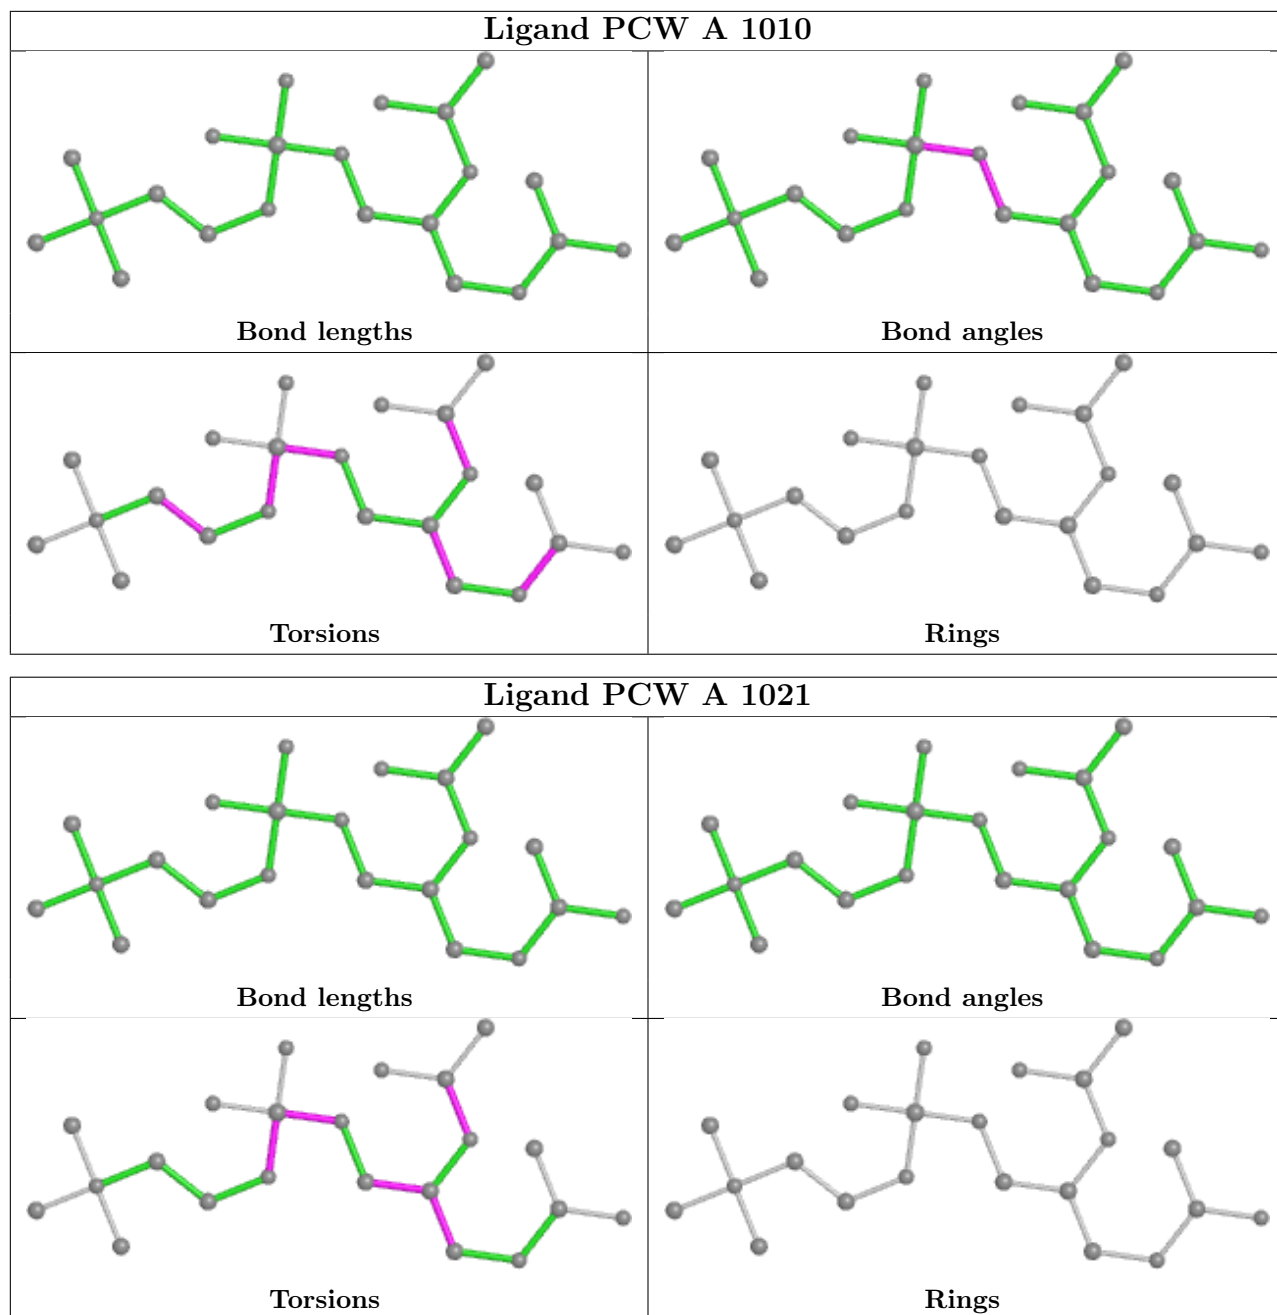 Ligand PCW A 1010
Bond lengths
Bond angles
Torsions
Rings
Ligand PCW A 1021
Bond lengths
Bond angles
Torsions
Rings